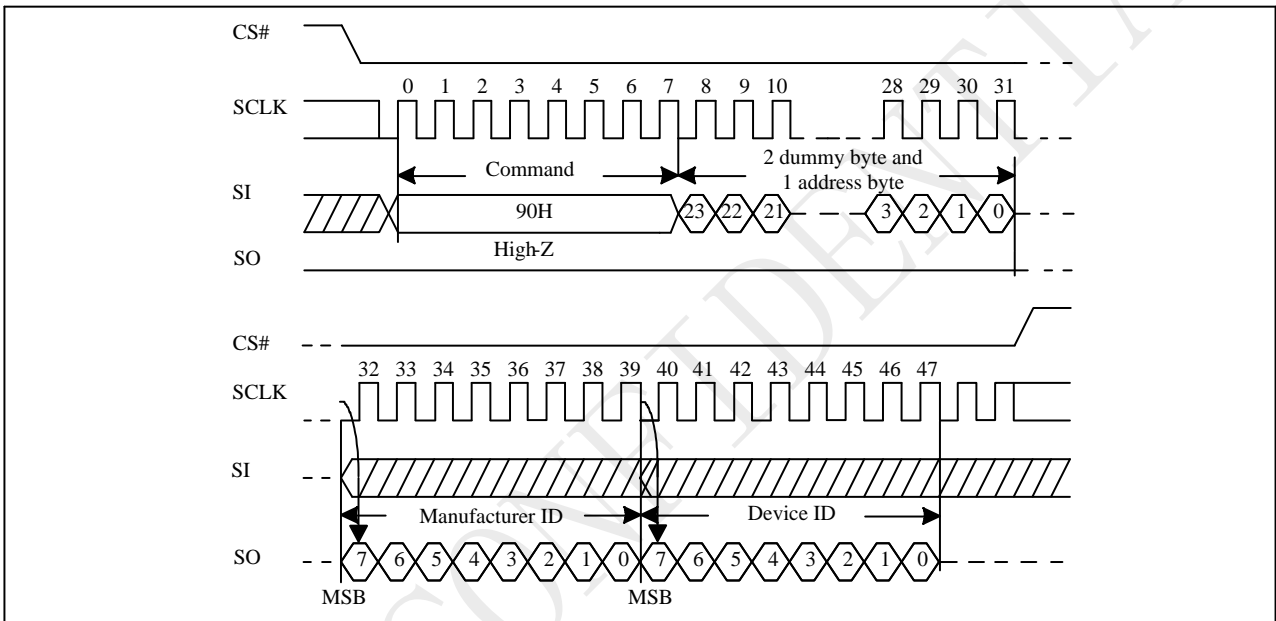 CS#
0 1 2 3 4 5 6 7 8 9 10 28 29 30 31
SCLK
Command
2 dummy byte and
1 address byte
SI
90H
23 22 21 3 2 1 0
High-Z
SO
CS#
32 33 34 35 36 37 38 39 40 41 42 43 44 45 46 47
SCLK
SI
Manufacturer ID
Device ID
SO
7 6 5 4 3 2 1 0 7 6 5 4 3 2 1 0
MSB
MSB
CONFIDENTIA